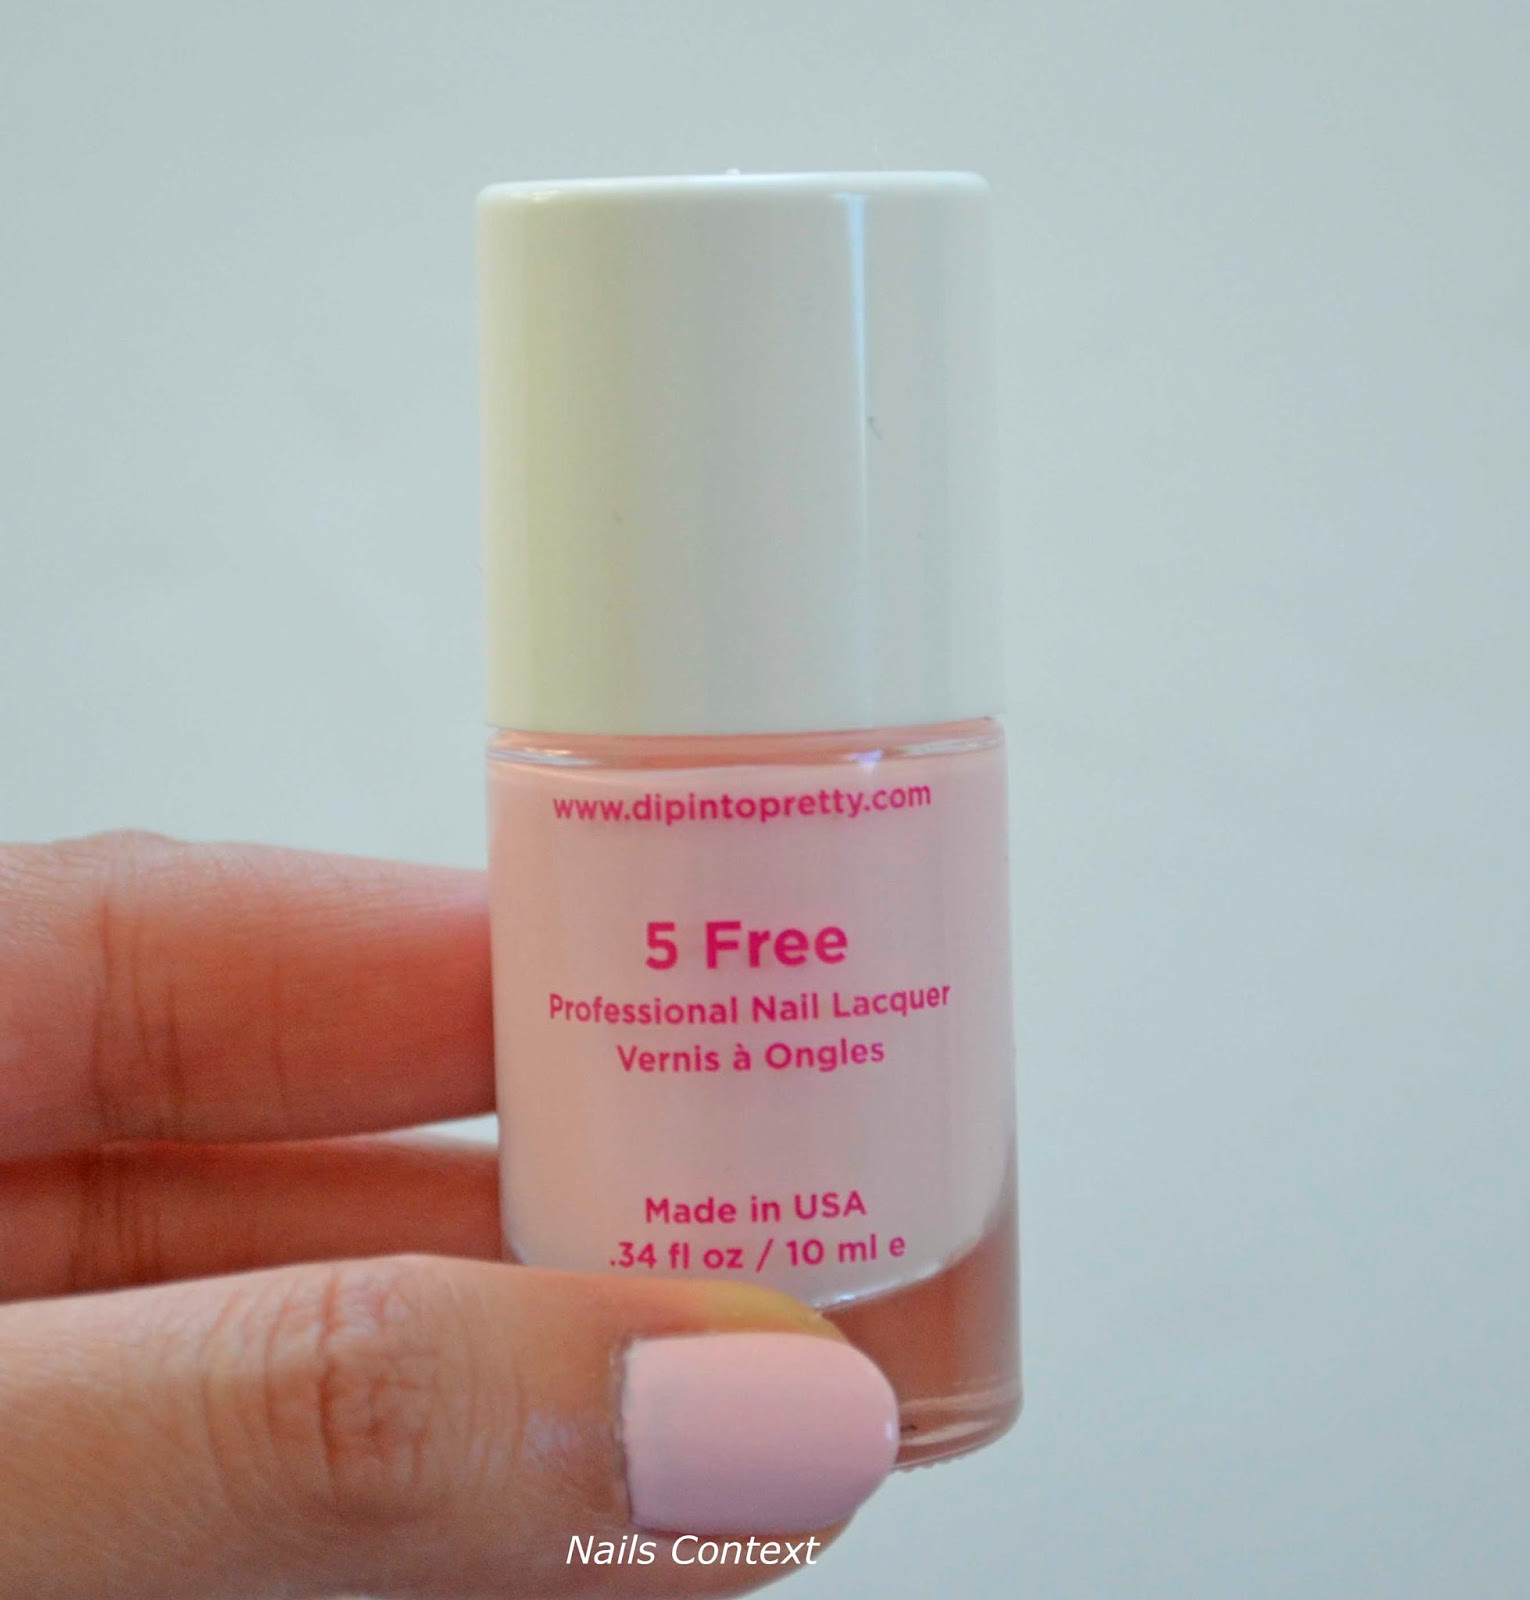 www.dipintopretty.com
5 Free
Professional Nail Lacquer
Vernis à Ongles
Made in USA
.34 fl oz / 10 ml e
Nails Context